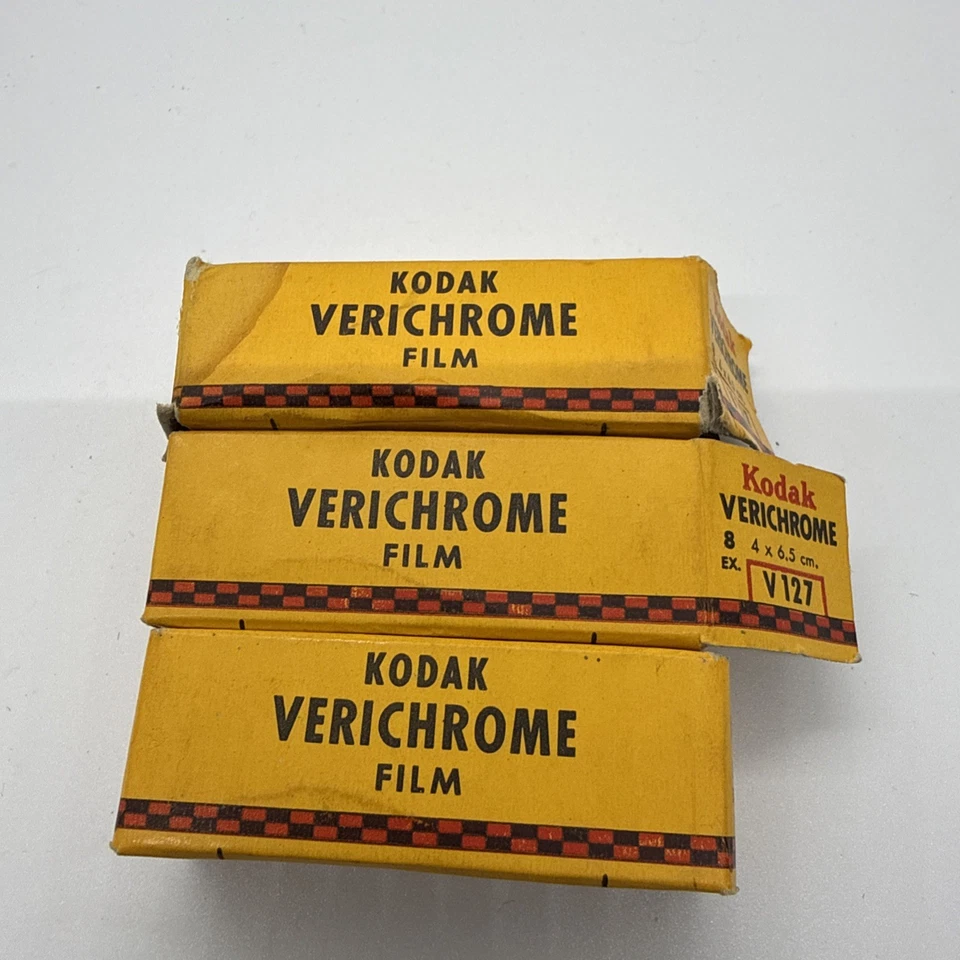 KODAK
VERICHROME
FILM
KODAK
VERICHROME
FILM
Kodak
VERICHROME
8 4 x 6.5 cm.
EX. V127
KODAK
VERICHROME
FILM